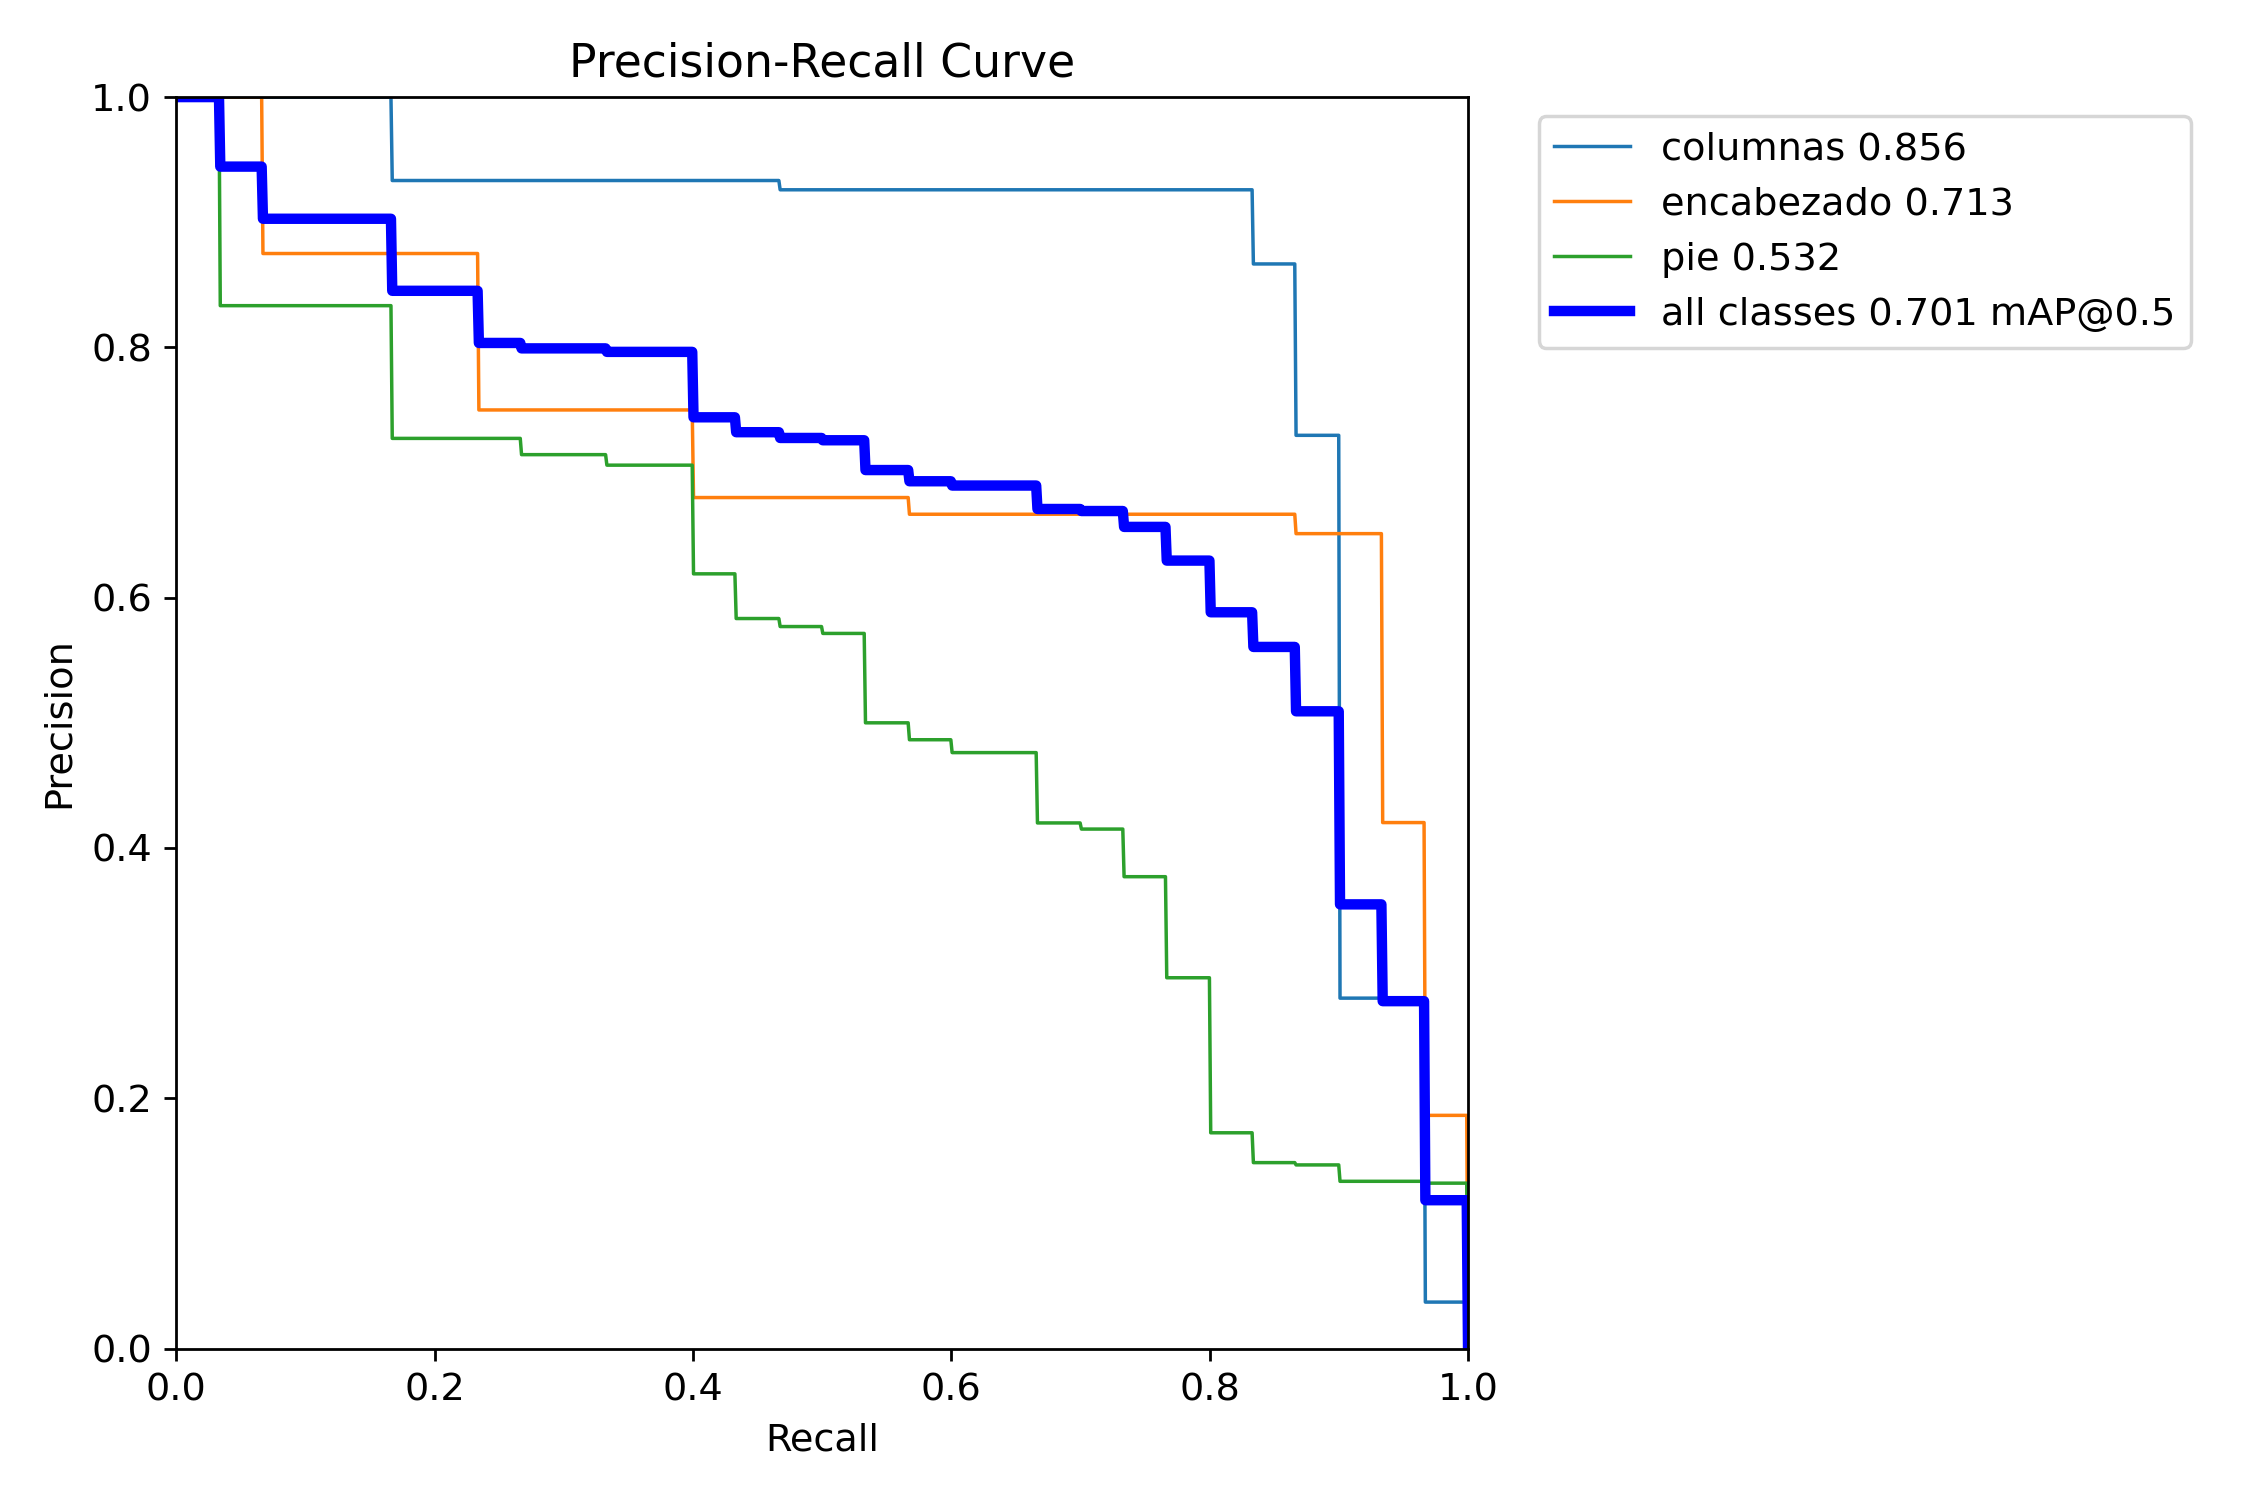 Precision-Recall Curve
1.0
0.8
0.6
0.4
0.2
0.0
Precision
0.0 0.2 0.4 0.6 0.8 1.0
Recall
columnas 0.856
encabezado 0.713
pie 0.532
all classes 0.701 mAP@0.5